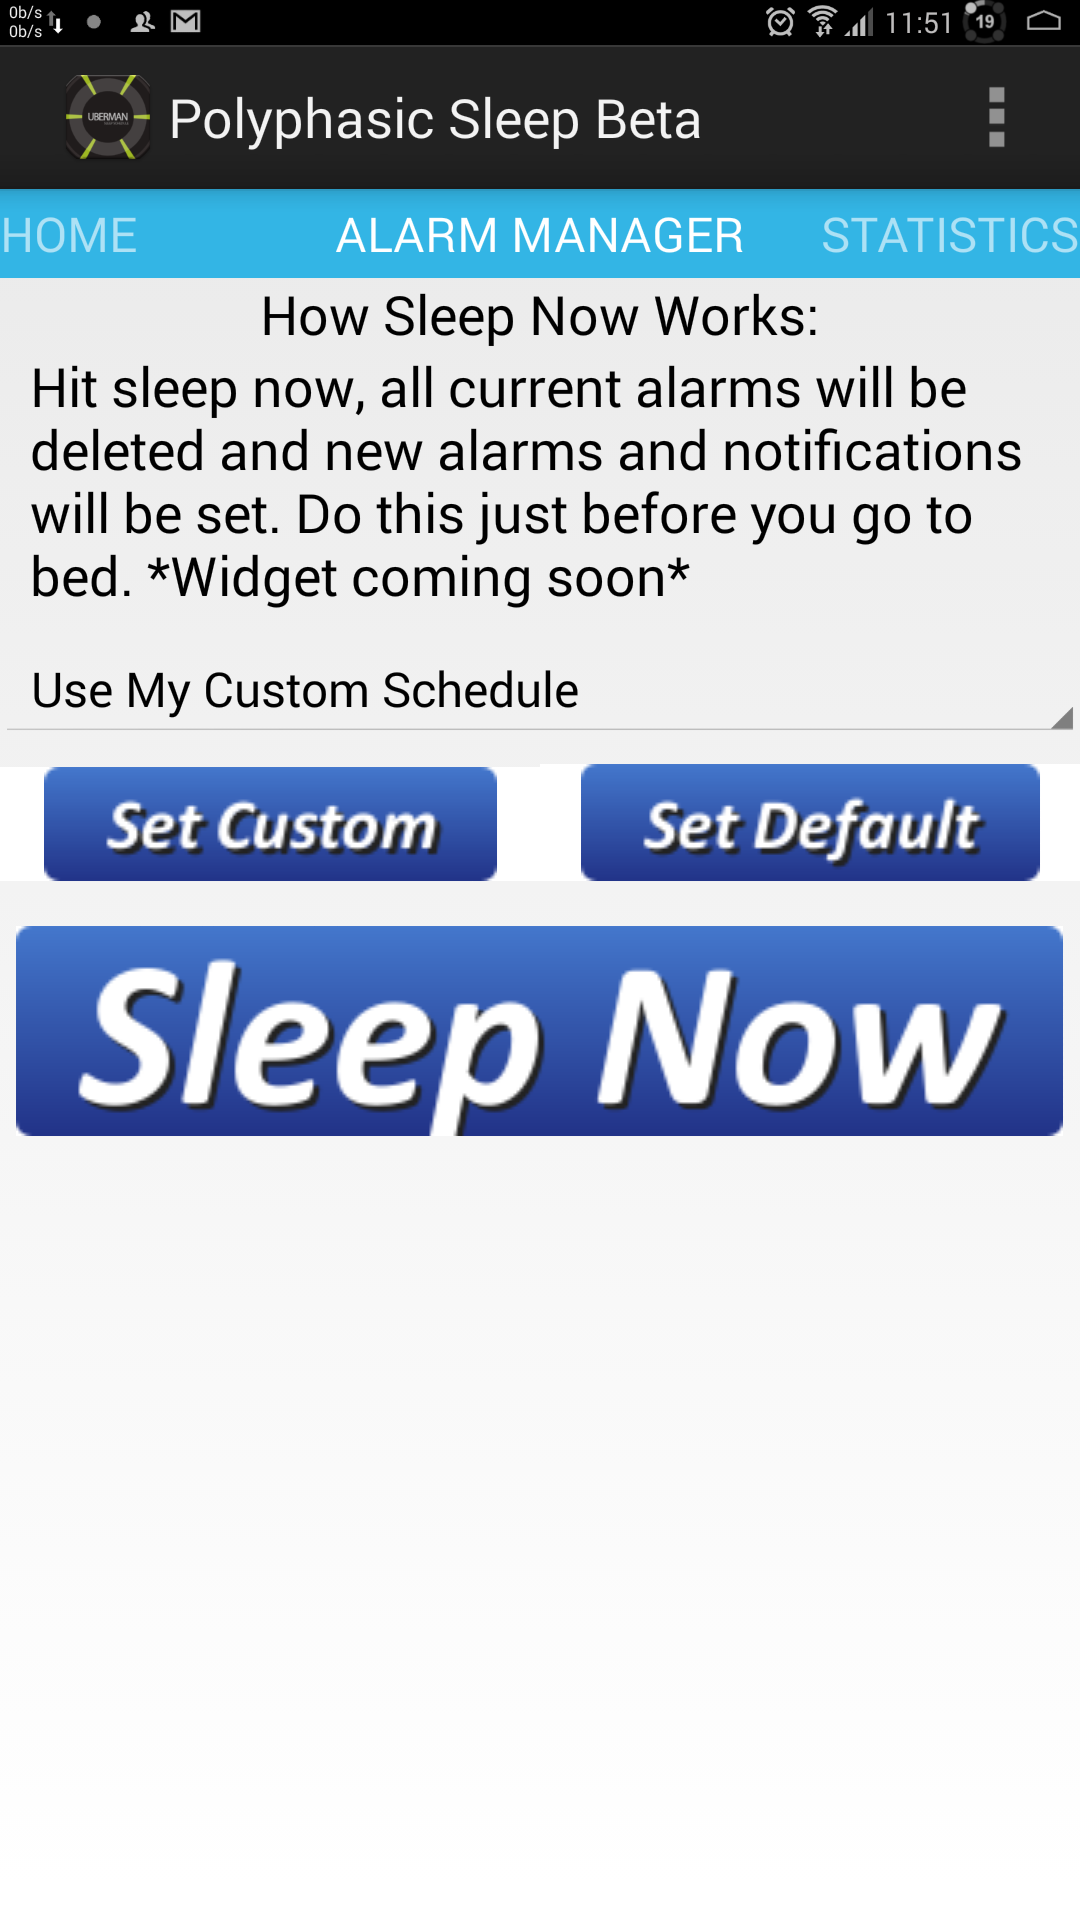 0b/s
0b/s
11:51
19
UBERMAN
Polyphasic Sleep Beta
HOME
ALARM MANAGER
STATISTICS
How Sleep Now Works:
Hit sleep now, all current alarms will be
deleted and new alarms and notifications
will be set. Do this just before you go to
bed. *Widget coming soon*
Use My Custom Schedule
Set Custom
Set Default
Sleep Now